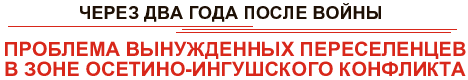 ЧЕРЕЗ ДВА ГОДА ПОСЛЕ ВОЙНЫ
ПРОБЛЕМА ВЫНУЖДЕННЫХ ПЕРЕСЕЛЕНЦЕВ
В ЗОНЕ ОСЕТИНО-ИНГУШСКОГО КОНФЛИКТА